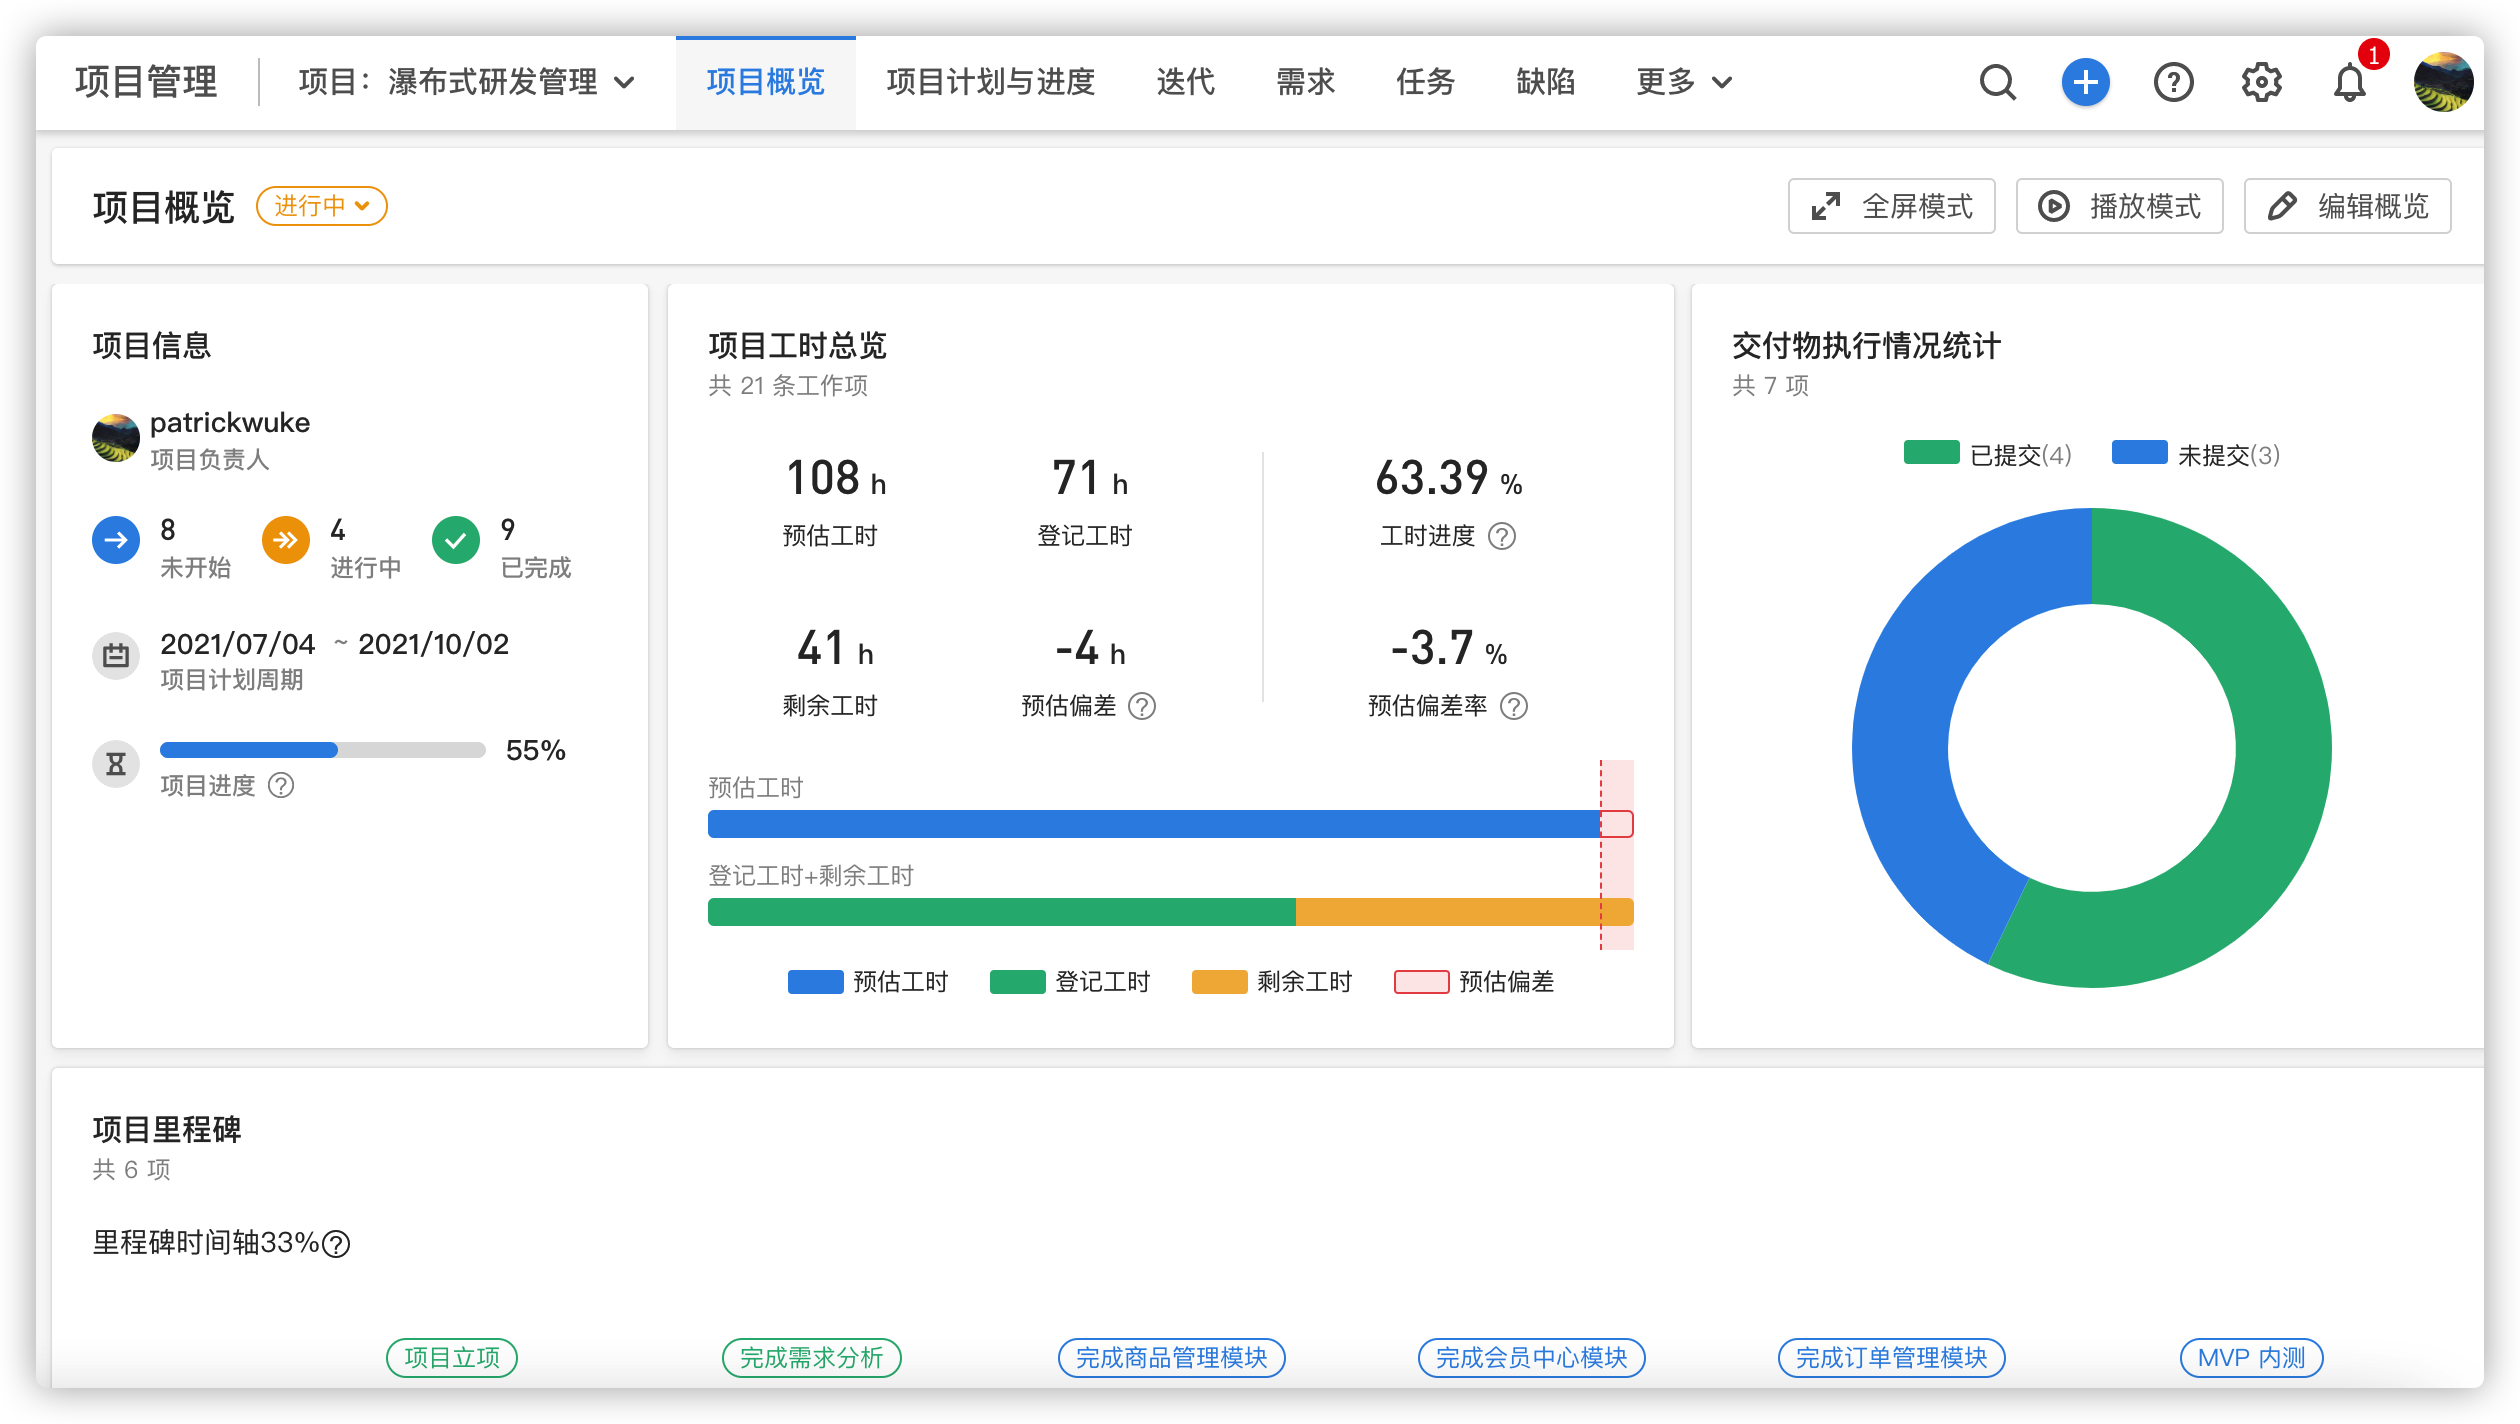 项目管理
项目：瀑布式研发管理
项目概览
项目计划与进度
迭代
需求
任务
缺陷
更多
1
项目概览
进行中
全屏模式
播放模式
编辑概览
项目信息
patrickwuke
项目负责人
8
未开始
4
进行中
9
已完成
2021/07/04 ~ 2021/10/02
项目计划周期
55%
项目进度
项目工时总览
共 21 条工作项
108 h
预估工时
71 h
登记工时
63.39 %
工时进度
41 h
剩余工时
-4 h
预估偏差
-3.7 %
预估偏差率
预估工时
登记工时+剩余工时
预估工时
登记工时
剩余工时
预估偏差
交付物执行情况统计
共 7 项
已提交(4)
未提交(3)
项目里程碑
共 6 项
里程碑时间轴33%
项目立项
完成需求分析
完成商品管理模块
完成会员中心模块
完成订单管理模块
MVP 内测